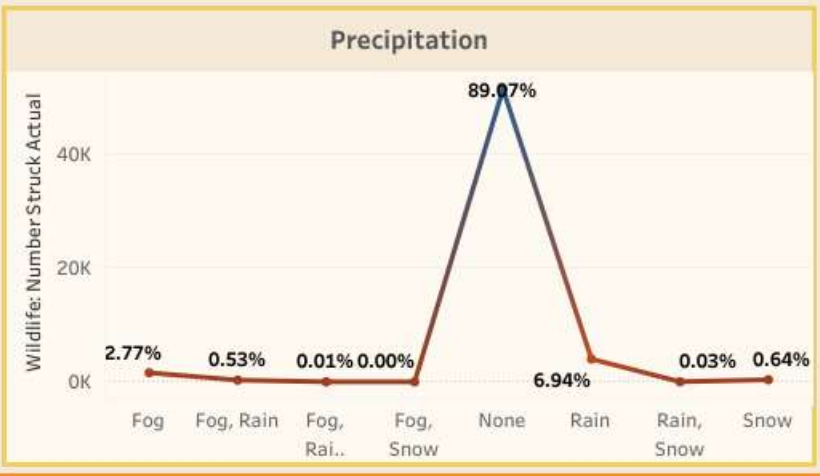 Precipitation
Wildlife: Number Struck Actual
40K
20K
0K
89.07%
2.77%
0.53%
0.01%
0.00%
6.94%
0.03%
0.64%
Fog
Fog, Rain
Fog,
Rai..
Fog,
Snow
None
Rain
Rain,
Snow
Snow